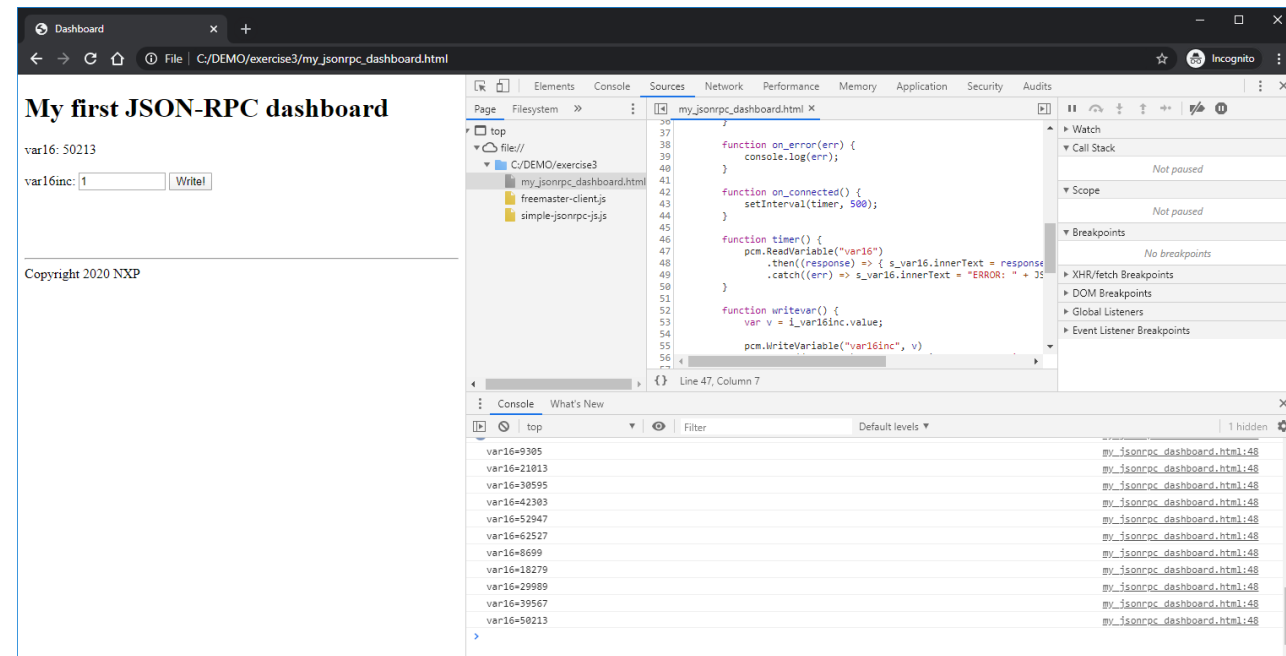 Dashboard
File C:/DEMO/exercise3/my_jsonrpc_dashboard.html
Incognito
My first JSON-RPC dashboard
var16: 50213
var16inc: 1 Write!
Copyright 2020 NXP
Elements Console Sources Network Performance Memory Application Security Audits
Page Filesystem »
top
file://
C:/DEMO/exercise3
my_jsonrpc_dashboard.html
freemaster-client.js
simple-jsonrpc-js.js
my_jsonrpc_dashboard.html ×
36 }
37
38 function on_error(err) {
39 console.log(err);
40 }
41
42 function on_connected() {
43 setInterval(timer, 500);
44 }
45
46 function timer() {
47 pcm.ReadVariable("var16")
48 .then((response) => { s_var16.innerText = response
49 .catch((err) => s_var16.innerText = "ERROR: " + JS
50 }
51
52 function writevar() {
53 var v = i_var16inc.value;
54
55 pcm.WriteVariable("var16inc", v)
56
{} Line 47, Column 7
Watch
Call Stack
Not paused
Scope
Not paused
Breakpoints
No breakpoints
XHR/fetch Breakpoints
DOM Breakpoints
Global Listeners
Event Listener Breakpoints
Console What's New
top Filter Default levels ▼ 1 hidden
var16=9305 my_jsonrpc_dashboard.html:48
var16=21013 my_jsonrpc_dashboard.html:48
var16=30595 my_jsonrpc_dashboard.html:48
var16=42303 my_jsonrpc_dashboard.html:48
var16=52947 my_jsonrpc_dashboard.html:48
var16=62527 my_jsonrpc_dashboard.html:48
var16=8699 my_jsonrpc_dashboard.html:48
var16=18279 my_jsonrpc_dashboard.html:48
var16=29989 my_jsonrpc_dashboard.html:48
var16=39567 my_jsonrpc_dashboard.html:48
var16=50213 my_jsonrpc_dashboard.html:48